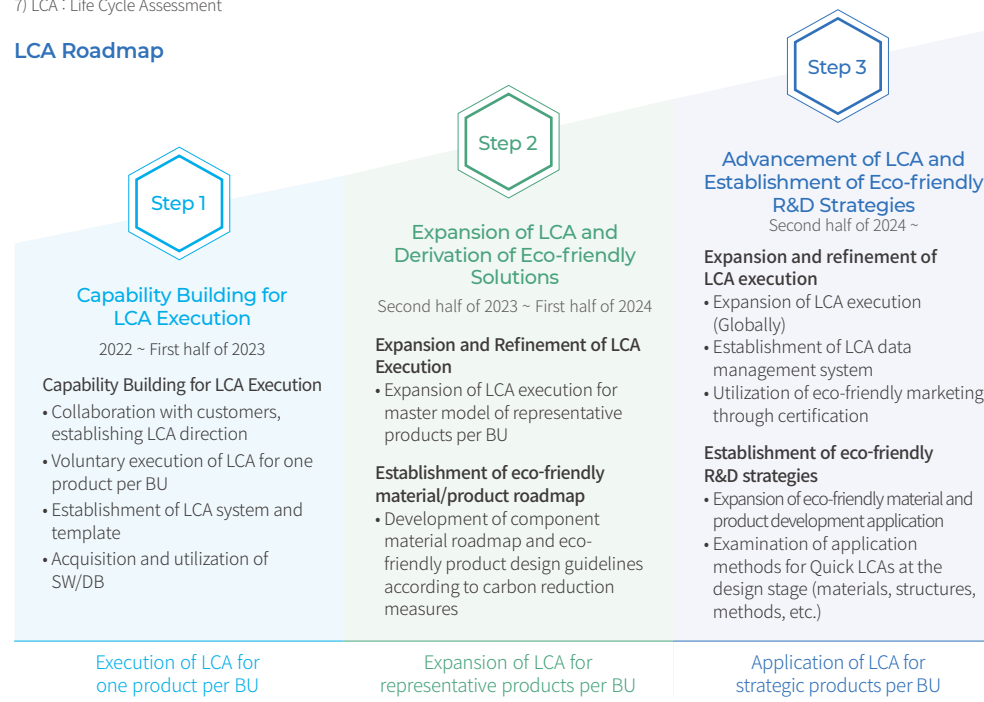 7) LCA : Life Cycle Assessment
LCA Roadmap
Step 1
Capability Building for
LCA Execution
2022 ~ First half of 2023
Capability Building for LCA Execution
• Collaboration with customers,
establishing LCA direction
• Voluntary execution of LCA for one
product per BU
• Establishment of LCA system and
template
• Acquisition and utilization of
SW/DB
Execution of LCA for
one product per BU
Step 2
Expansion of LCA and
Derivation of Eco-friendly
Solutions
Second half of 2023 ~ First half of 2024
Expansion and Refinement of LCA
Execution
• Expansion of LCA execution for
master model of representative
products per BU
Establishment of eco-friendly
material/product roadmap
• Development of component
material roadmap and eco-
friendly product design guidelines
according to carbon reduction
measures
Expansion of LCA for
representative products per BU
Step 3
Advancement of LCA and
Establishment of Eco-friendly
R&D Strategies
Second half of 2024 ~
Expansion and refinement of
LCA execution
• Expansion of LCA execution
(Globally)
• Establishment of LCA data
management system
• Utilization of eco-friendly marketing
through certification
Establishment of eco-friendly
R&D strategies
• Expansion of eco-friendly material and
product development application
• Examination of application
methods for Quick LCAs at the
design stage (materials, structures,
methods, etc.)
Application of LCA for
strategic products per BU